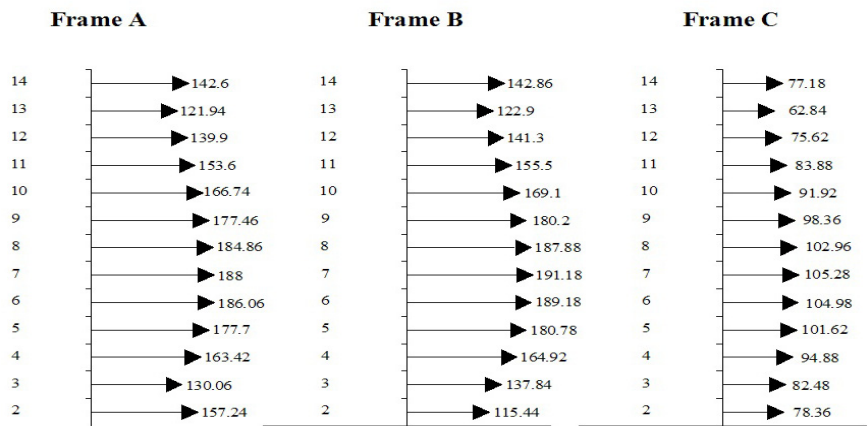 Frame A Frame B Frame C
14 142.6 14 142.86 14 77.18
13 121.94 13 122.9 13 62.84
12 139.9 12 141.3 12 75.62
11 153.6 11 155.5 11 83.88
10 166.74 10 169.1 10 91.92
9 177.46 9 180.2 9 98.36
8 184.86 8 187.88 8 102.96
7 188 7 191.18 7 105.28
6 186.06 6 189.18 6 104.98
5 177.7 5 180.78 5 101.62
4 163.42 4 164.92 4 94.88
3 130.06 3 137.84 3 82.48
2 157.24 2 115.44 2 78.36